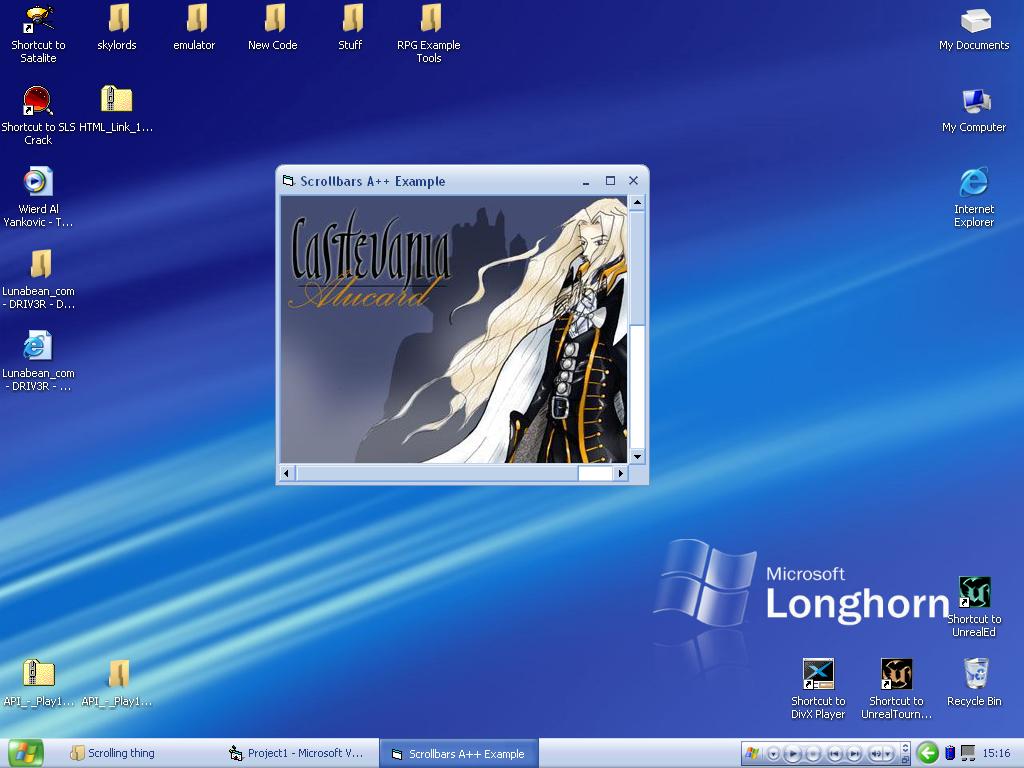 Shortcut to
Satalite
skylords
emulator
New Code
Stuff
RPG Example
Tools
My Documents
Shortcut to SLS
Crack
HTML_Link_1...
My Computer
Wierd Al
Yankovic - T...
Internet
Explorer
Lunabean_com
- DRIV3R - D...
Lunabean_com
- DRIV3R - ...
Scrollbars A++ Example
Castlevania
Alucard
Microsoft
Longhorn
Shortcut to
UnrealEd
API_-_Play1...
API_-_Play1...
Shortcut to
DivX Player
Shortcut to
UnrealTourn...
Recycle Bin
Scrolling thing
Project1 - Microsoft V...
Scrollbars A++ Example
15:16